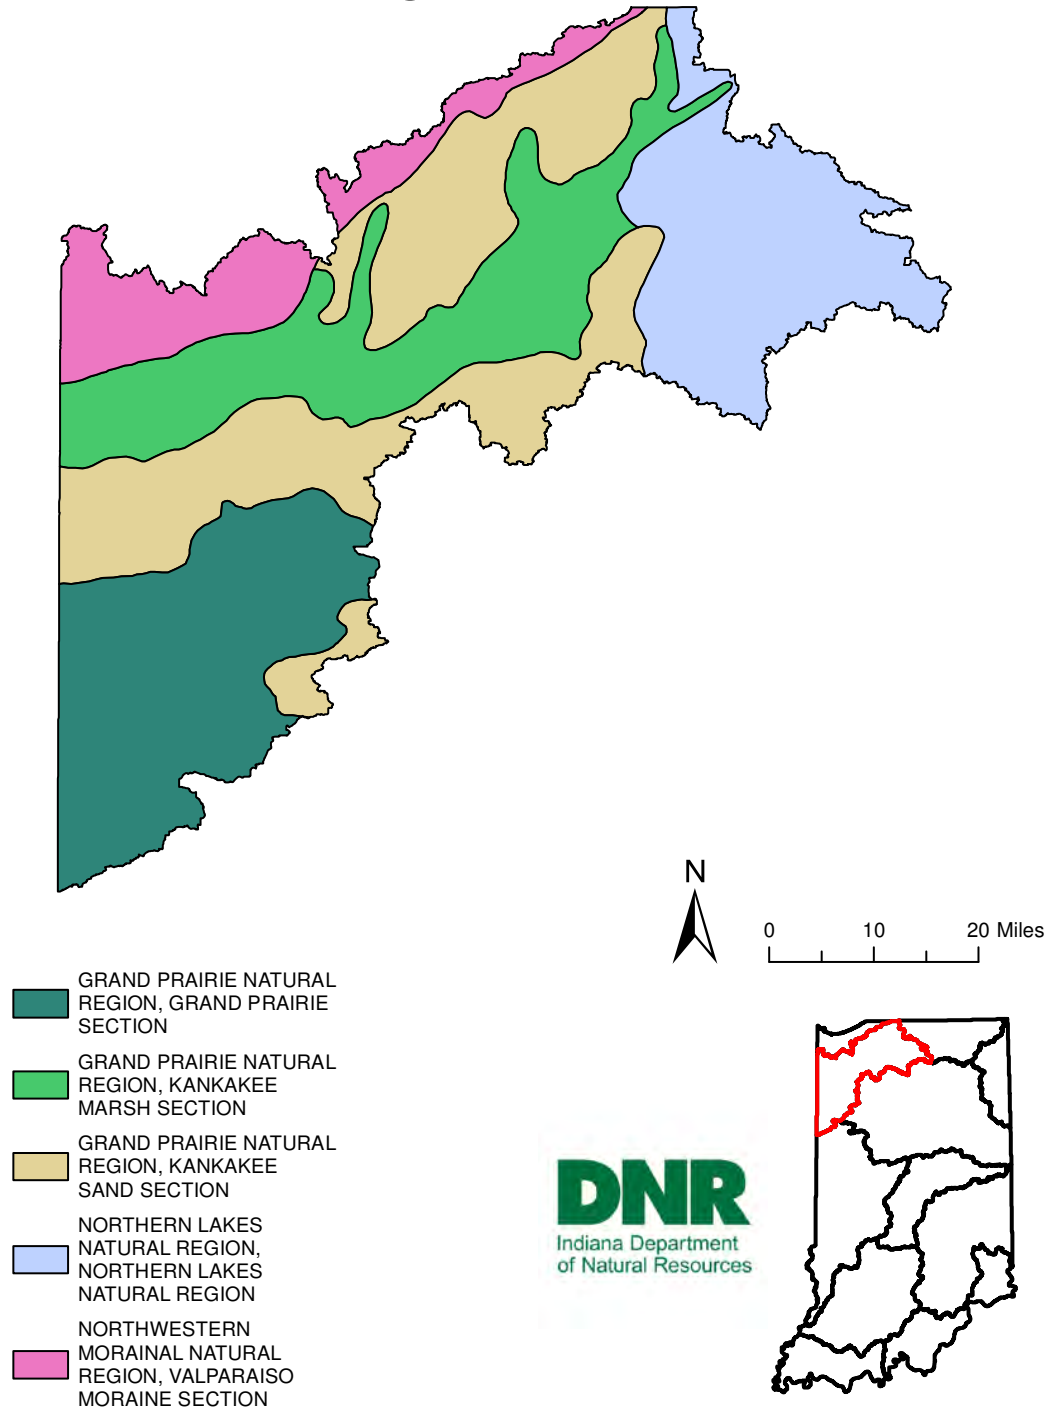 N
0 10 20 Miles
GRAND PRAIRIE NATURAL
REGION, GRAND PRAIRIE
SECTION
GRAND PRAIRIE NATURAL
REGION, KANKAKEE
MARSH SECTION
GRAND PRAIRIE NATURAL
REGION, KANKAKEE
SAND SECTION
NORTHERN LAKES
NATURAL REGION,
NORTHERN LAKES
NATURAL REGION
NORTHWESTERN
MORAINAL NATURAL
REGION, VALPARAISO
MORAINE SECTION
DNR
Indiana Department
of Natural Resources